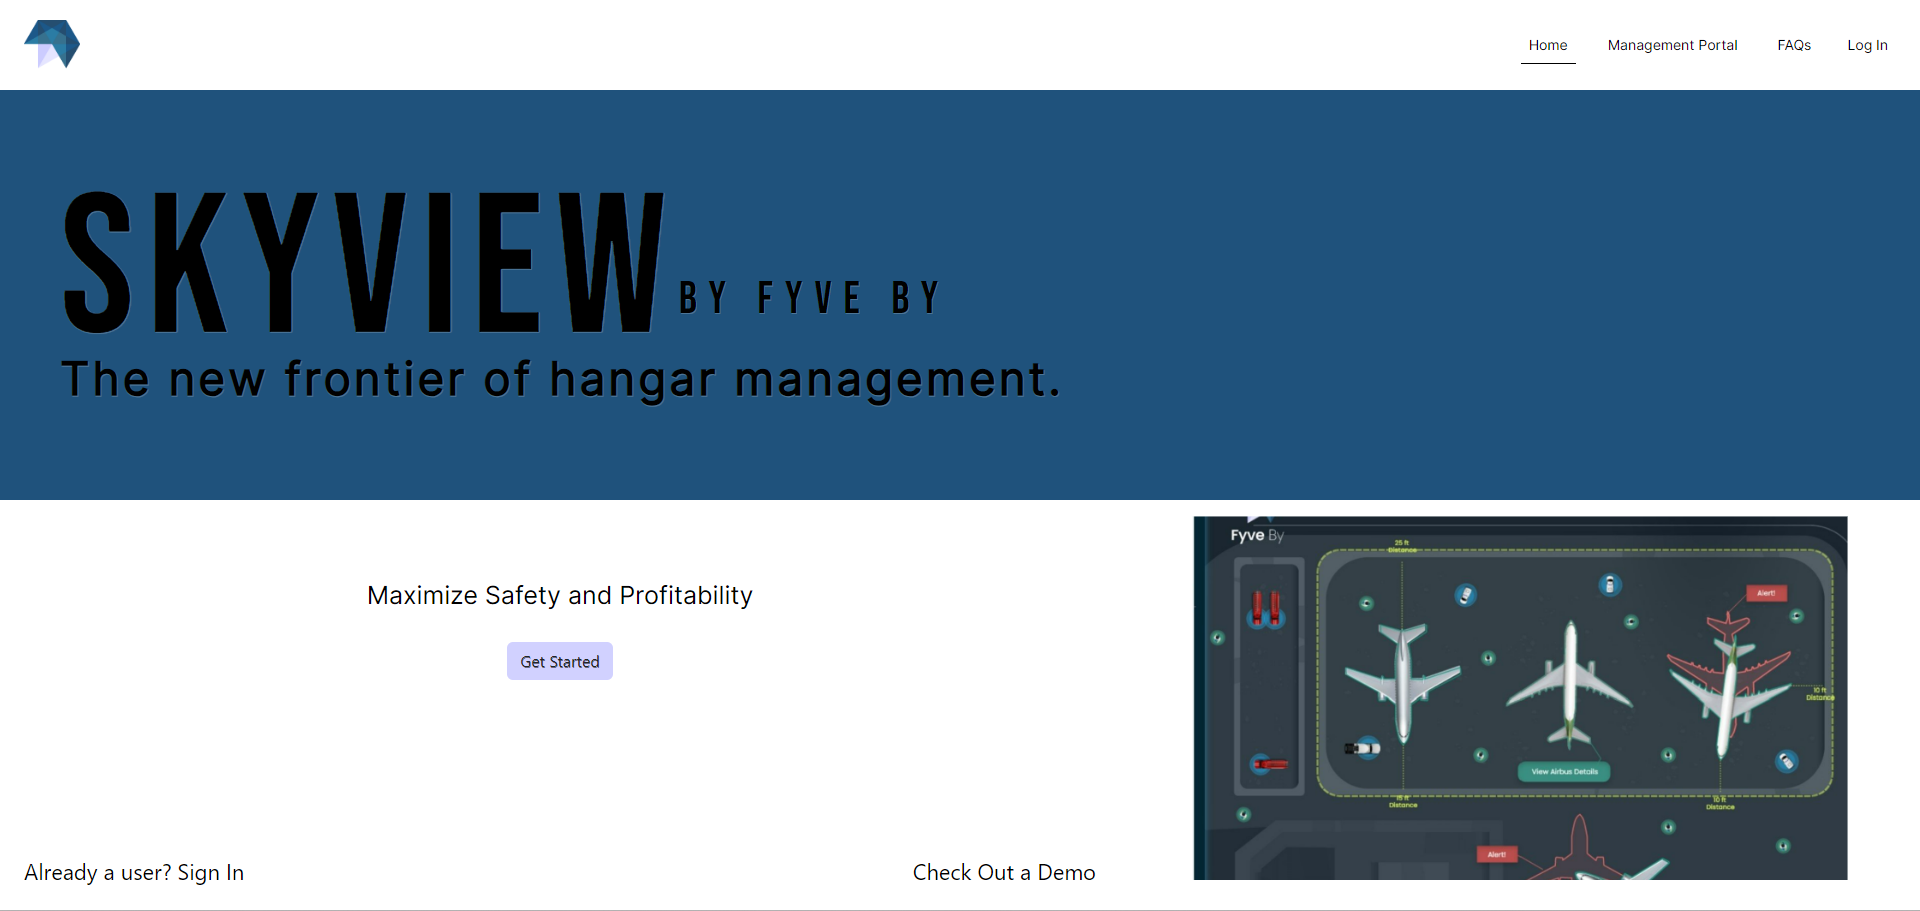 Home Management Portal FAQs Log In
SKYVIEW BY FYVE BY
The new frontier of hangar management.
Maximize Safety and Profitability
Get Started
Already a user? Sign In
Check Out a Demo
Fyve By
25 ft
Distance
Alert!
10 ft
Distance
View Airbus Details
15 ft
Distance
10 ft
Distance
Alert!